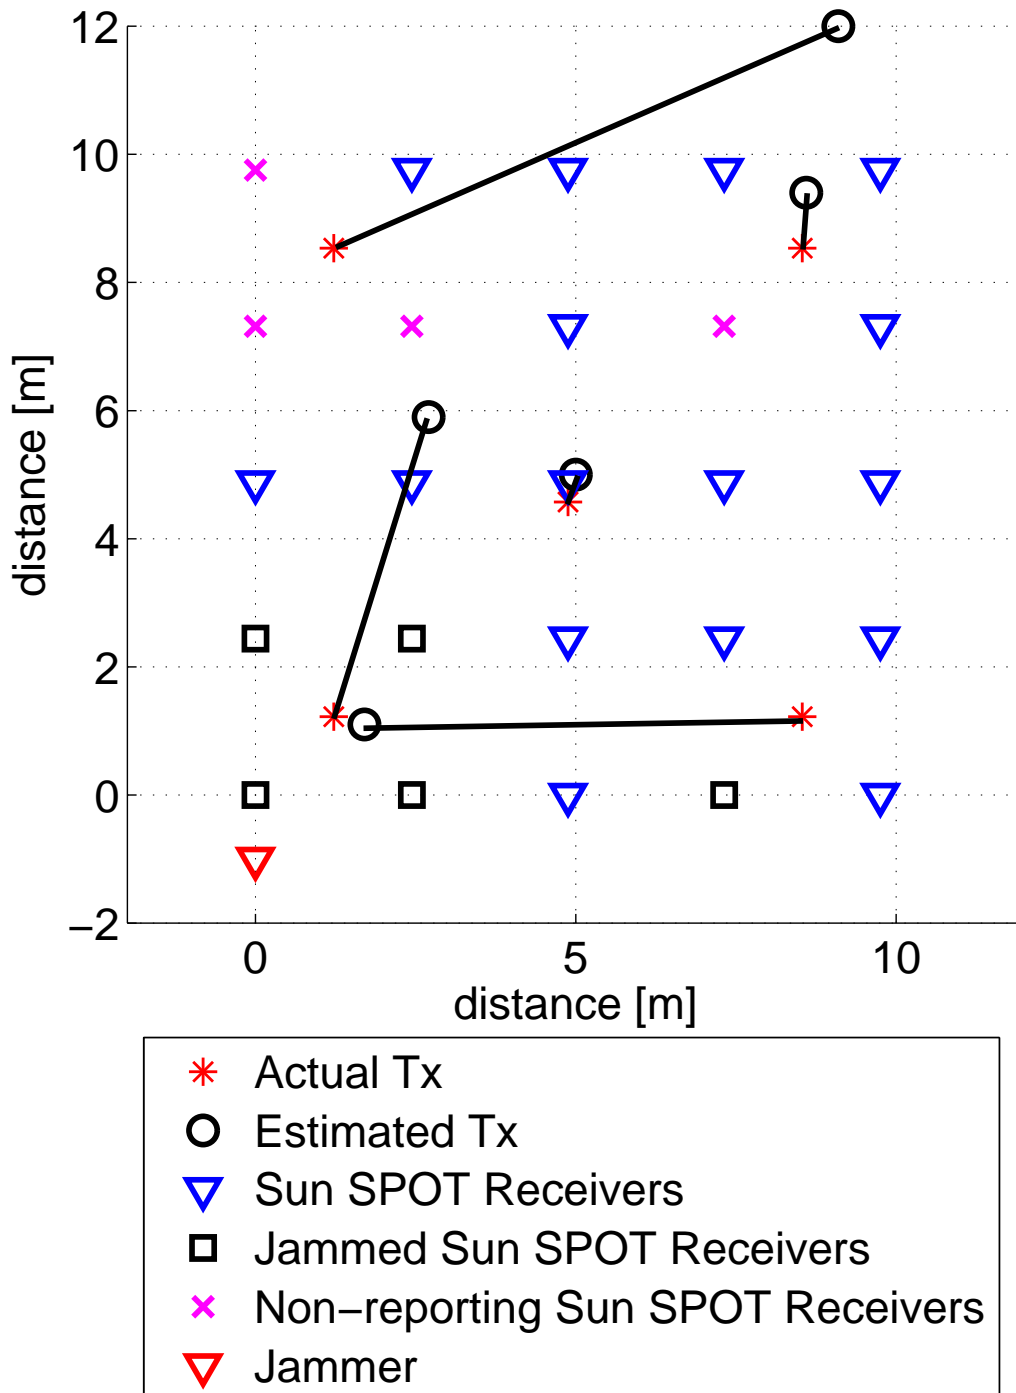 12
10
8
6
4
2
0
−2
distance [m]
0 5 10
distance [m]
Actual Tx
Estimated Tx
Sun SPOT Receivers
Jammed Sun SPOT Receivers
Non−reporting Sun SPOT Receivers
Jammer